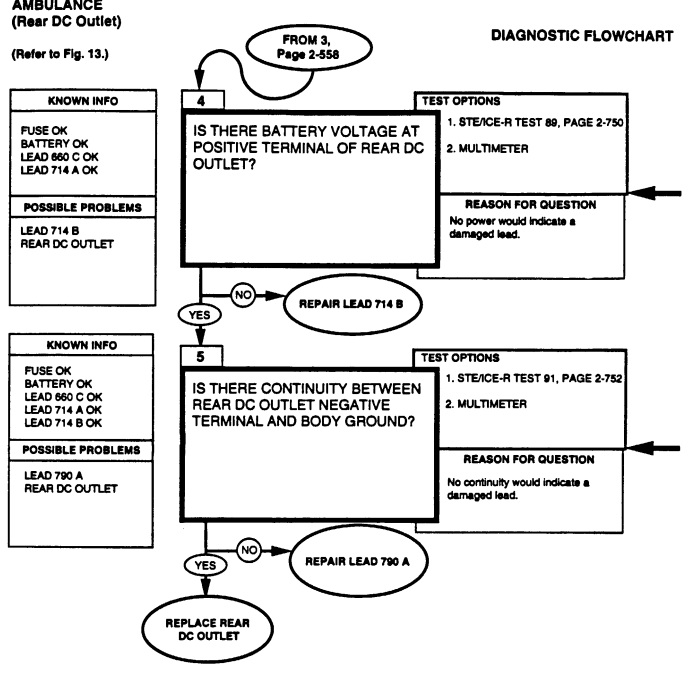 AMBULANCE
(Rear DC Outlet)
(Refer to Fig. 13.)
FROM 3,
Page 2-558
DIAGNOSTIC FLOWCHART
KNOWN INFO
FUSE OK
BATTERY OK
LEAD 660 C OK
LEAD 714 A OK
POSSIBLE PROBLEMS
LEAD 714 B
REAR DC OUTLET
4
IS THERE BATTERY VOLTAGE AT
POSITIVE TERMINAL OF REAR DC
OUTLET?
TEST OPTIONS
1. STE/ICE-R TEST 89, PAGE 2-750
2. MULTIMETER
REASON FOR QUESTION
No power would indicate a
damaged lead.
NO
REPAIR LEAD 714 B
YES
KNOWN INFO
FUSE OK
BATTERY OK
LEAD 660 C OK
LEAD 714 A OK
LEAD 714 B OK
POSSIBLE PROBLEMS
LEAD 790 A
REAR DC OUTLET
5
IS THERE CONTINUITY BETWEEN
REAR DC OUTLET NEGATIVE
TERMINAL AND BODY GROUND?
TEST OPTIONS
1. STE/ICE-R TEST 91, PAGE 2-752
2. MULTIMETER
REASON FOR QUESTION
No continuity would indicate a
damaged lead.
NO
REPAIR LEAD 790 A
YES
REPLACE REAR
DC OUTLET